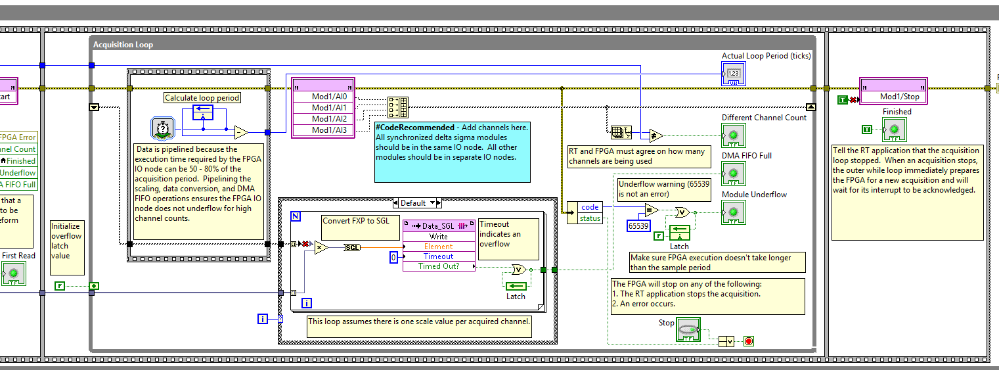 Acquisition Loop
Actual Loop Period (ticks)
1.23
U32
?!
?!
?!
?!
?!
art
Mod1/AI0
Mod1/AI1
Mod1/AI2
Mod1/AI3
Calculate loop period
Data is pipelined because the
execution time required by the FPGA
IO node can be 50 - 80% of the
acquisition period. Pipelining the
scaling, data conversion, and DMA
FIFO operations ensures the FPGA IO
node does not underflow for high
channel counts.
#CodeRecommended - Add channels here.
All synchronized delta sigma modules
should be in the same IO node. All other
modules should be in separate IO nodes.
Different Channel Count
TF
RT and FPGA must agree on how many
channels are being used
DMA FIFO Full
TF
Underflow warning (65539
is not an error)
Module Underflow
TF
code
status
65539
F
Latch
Make sure FPGA execution doesn't take longer
than the sample period
The FPGA will stop on any of the following:
1. The RT application stops the acquisition.
2. An error occurs.
Stop
TF
V
V
T
Mod1/Stop
Finished
T
TF
Tell the RT application that the acquisition
loop stopped. When an acquisition stops,
the outer while loop immediately prepares
the FPGA for a new acquisition and will
wait for its interrupt to be acknowledged.
FPGA Error
nel Count
Finished
Underflow
A FIFO Full
that a
to be
eform
First Read
TF
Initialize
overflow
latch
value
F
Default
N
Convert FXP to SGL
SGL
Data_SGL
Write
Element
Timeout
Timed Out?
0
Timeout
indicates an
overflow
V
Latch
i
i
?
This loop assumes there is one scale value per acquired channel.